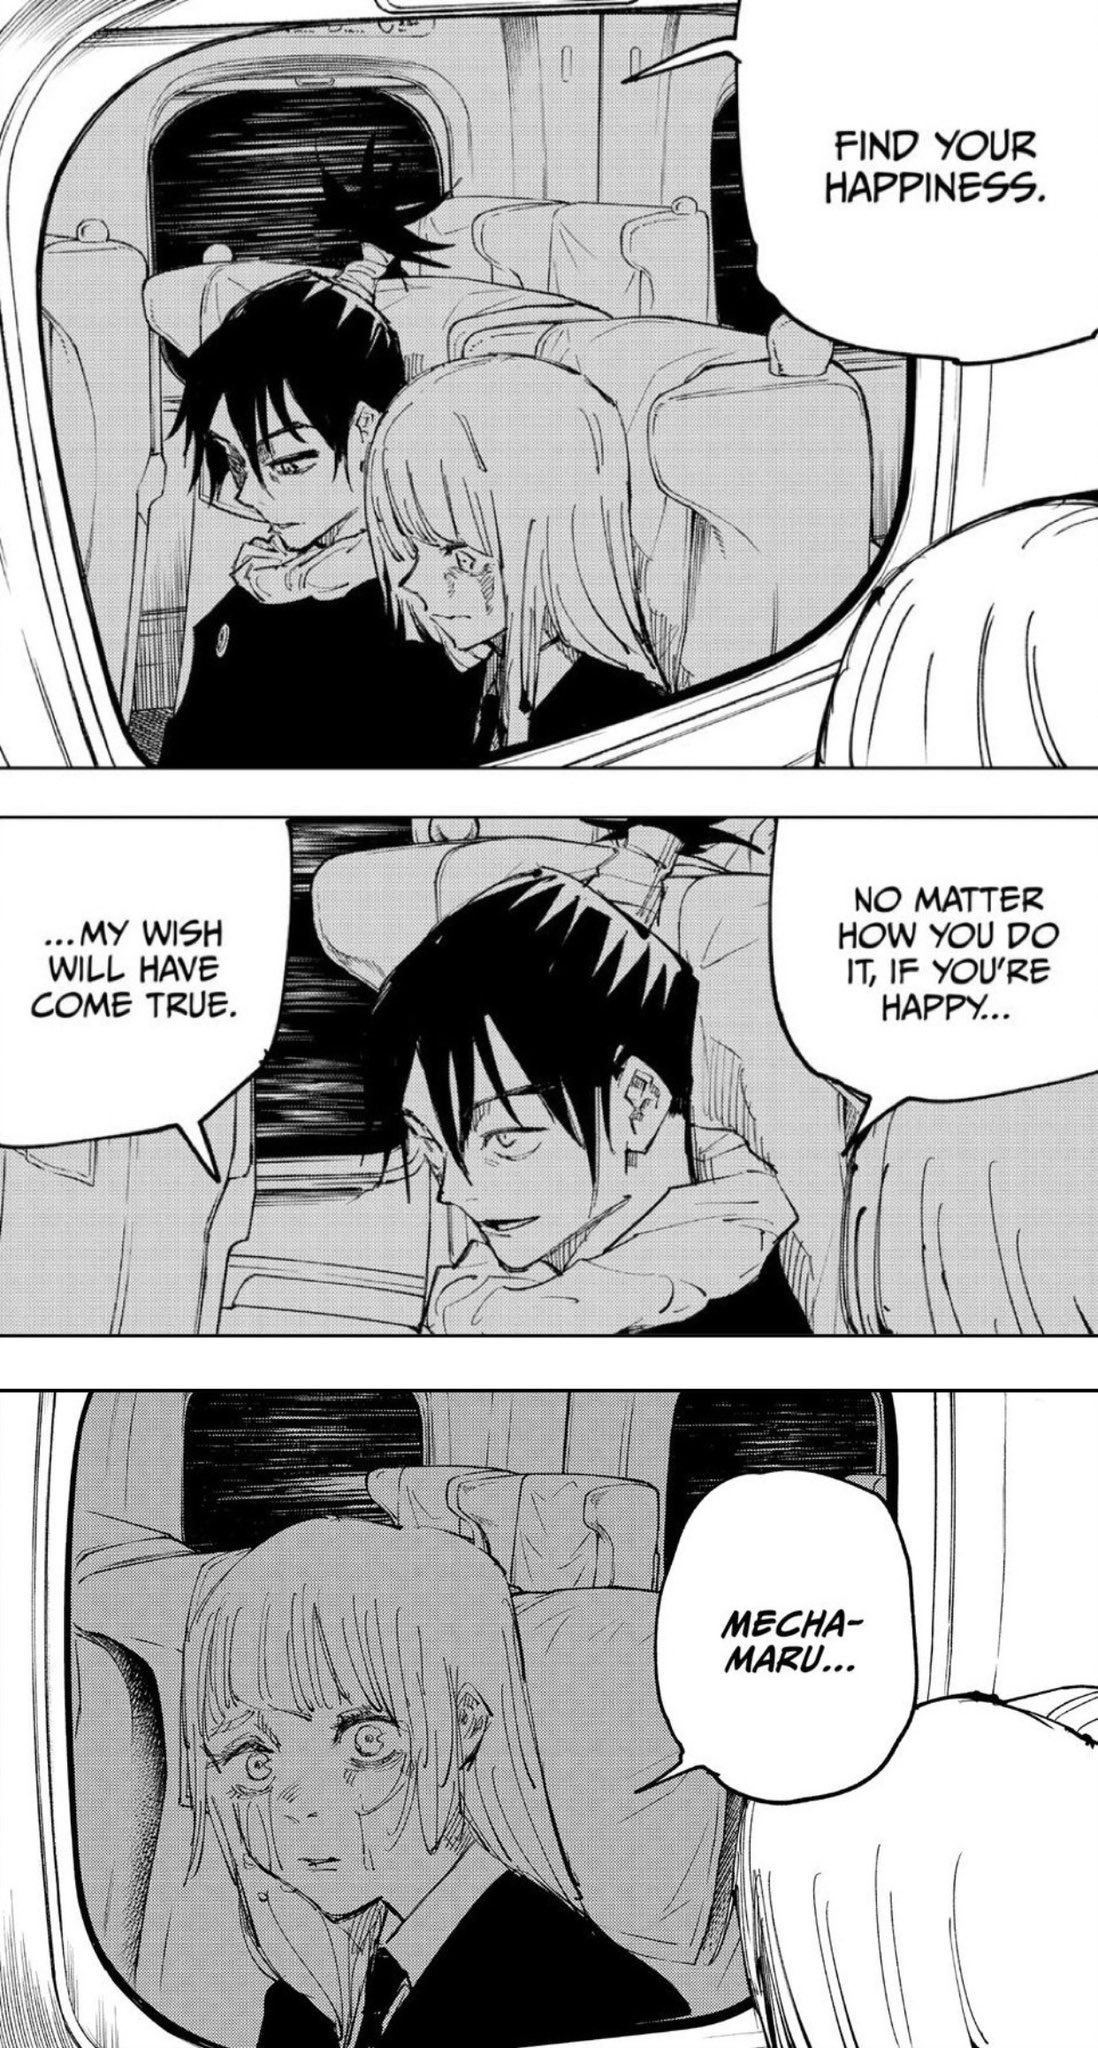 FIND YOUR
HAPPINESS.
NO MATTER
HOW YOU DO
IT, IF YOU'RE
HAPPY...
...MY WISH
WILL HAVE
COME TRUE.
MECHA-
MARU...